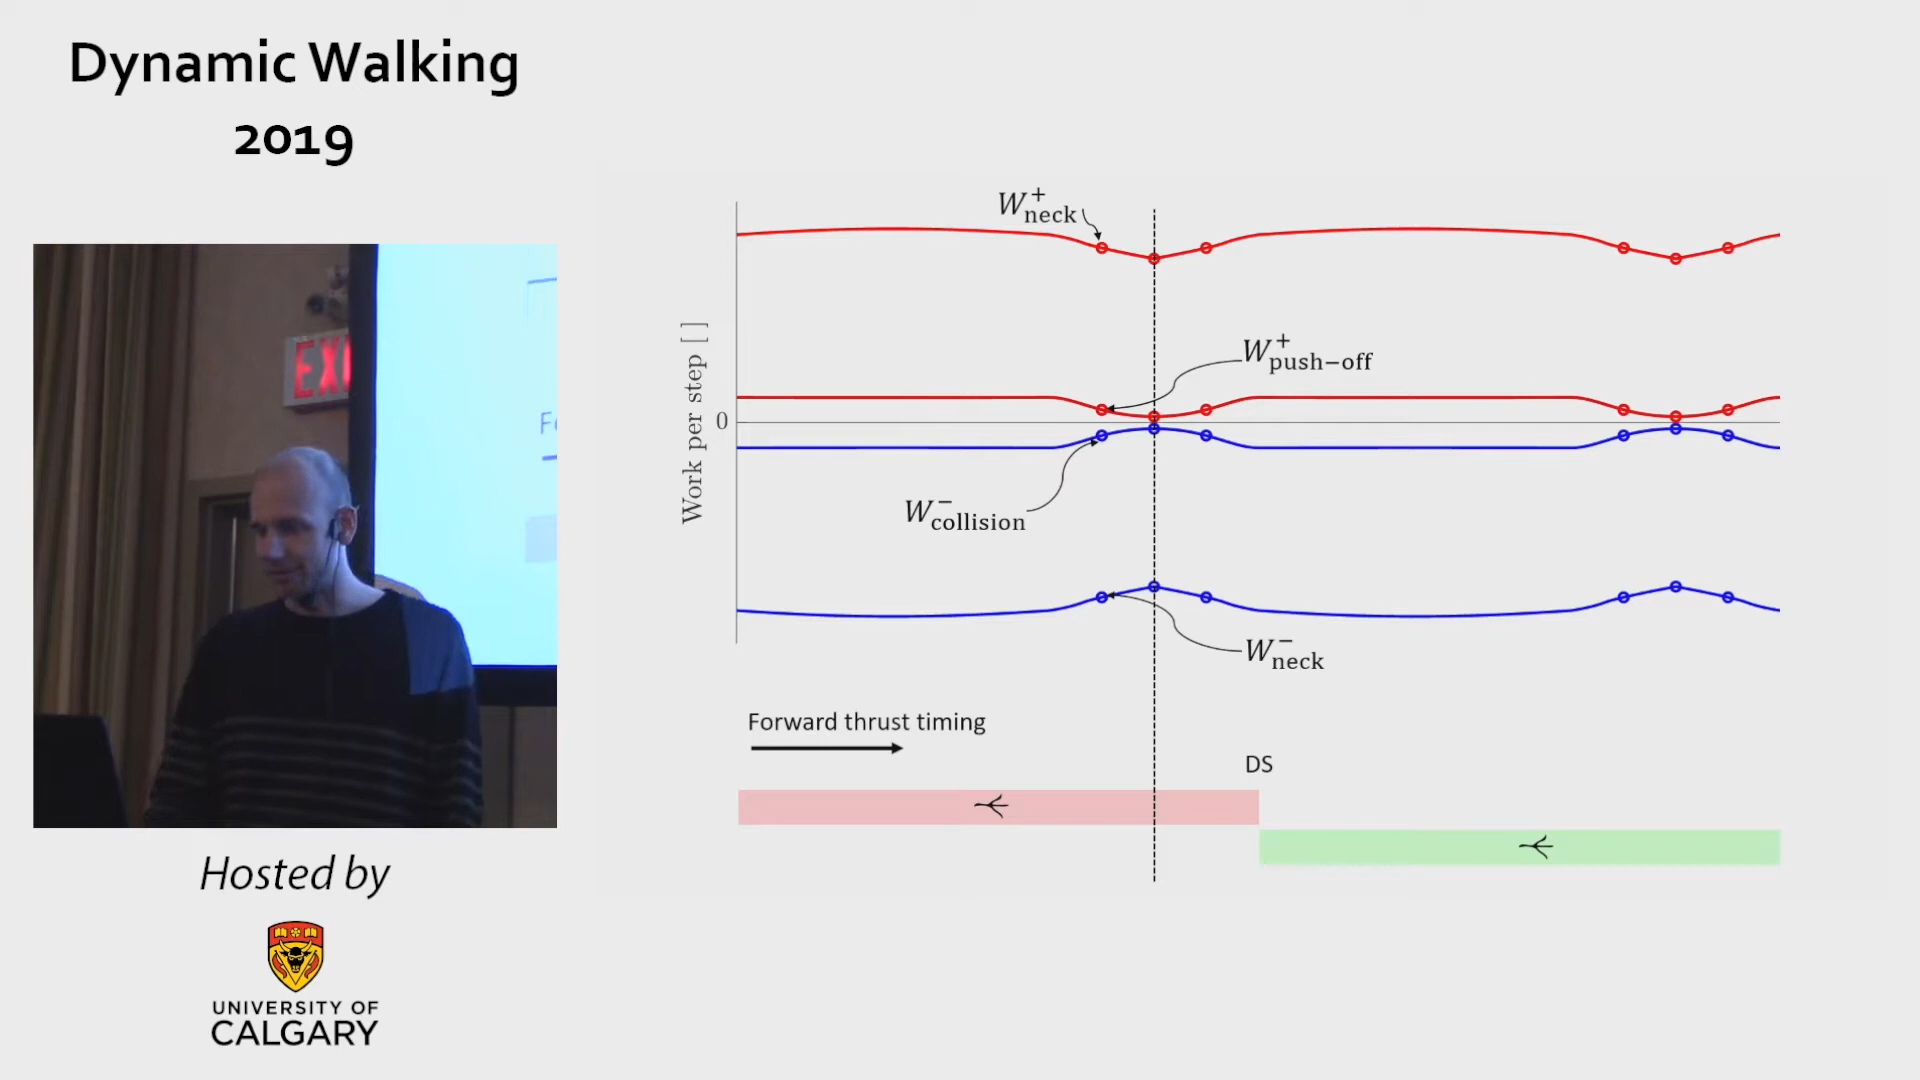 Dynamic Walking
2019
EX
F
Hosted by
UNIVERSITY OF
CALGARY
W⁺neck
W⁺push−off
Work per step [ ]
0
W⁻collision
W⁻neck
Forward thrust timing
DS